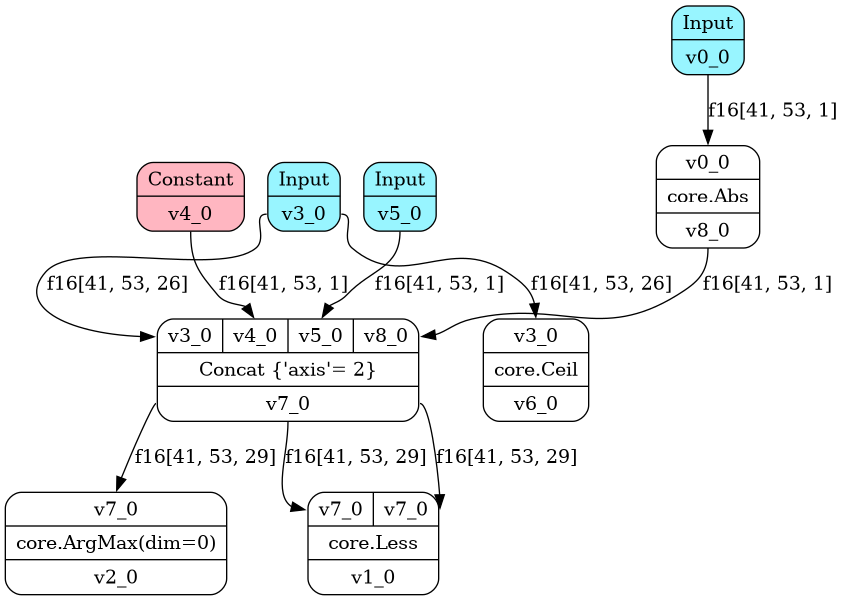 Input
v0_0
f16[41, 53, 1]
v0_0
core.Abs
v8_0
Constant
v4_0
Input
v3_0
Input
v5_0
f16[41, 53, 26]
f16[41, 53, 1]
f16[41, 53, 1]
f16[41, 53, 26]
f16[41, 53, 1]
v3_0 v4_0 v5_0 v8_0
Concat {'axis'= 2}
v7_0
v3_0
core.Ceil
v6_0
f16[41, 53, 29]
f16[41, 53, 29]
f16[41, 53, 29]
v7_0
core.ArgMax(dim=0)
v2_0
v7_0 v7_0
core.Less
v1_0